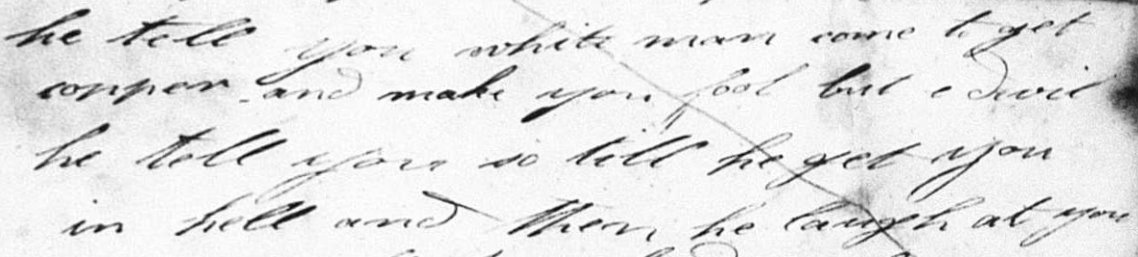 he tell you white man come to get
copper and make you fool but e devil
he tell you so till he get you
in hell and then he laugh at you